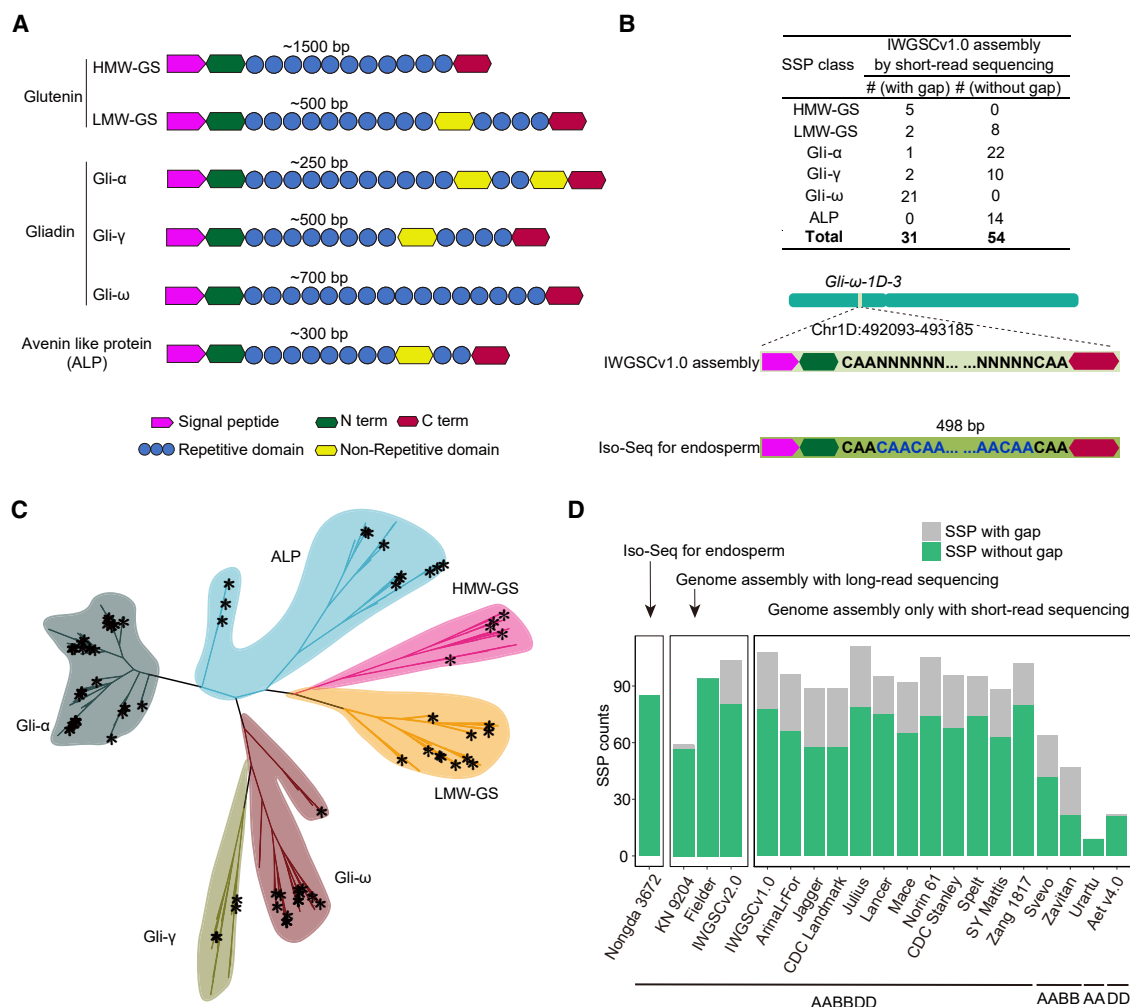 A
~1500 bp
HMW-GS
Glutenin
~500 bp
LMW-GS
~250 bp
Gli-α
~500 bp
Gliadin
Gli-γ
~700 bp
Gli-ω
~300 bp
Avenin like protein
(ALP)
Signal peptide
N term
C term
Repetitive domain
Non-Repetitive domain
B
IWGSCv1.0 assembly
SSP class by short-read sequencing
# (with gap) # (without gap)
HMW-GS 5 0
LMW-GS 2 8
Gli-α 1 22
Gli-γ 2 10
Gli-ω 21 0
ALP 0 14
Total 31 54
Gli-ω-1D-3
Chr1D:492093-493185
IWGSCv1.0 assembly CAANNNNNN... ...NNNNNCAA
498 bp
Iso-Seq for endosperm CAACAACAA... ...AACAACAA
C
ALP
HMW-GS
Gli-α
LMW-GS
Gli-ω
Gli-γ
D
SSP with gap
SSP without gap
Iso-Seq for endosperm
Genome assembly with long-read sequencing
Genome assembly only with short-read sequencing
SSP counts
90
60
30
0
Nongda 3672
KN 9204
Fielder
IWGSCv2.0
IWGSCv1.0
ArinaLrFor
Jagger
CDC Landmark
Julius
Lancer
Mace
Norin 61
CDC Stanley
Spelt
SY Mattis
Zang 1817
Svevo
Zavitan
Urartu
Aet v4.0
AABBDD
AABB
AA
DD